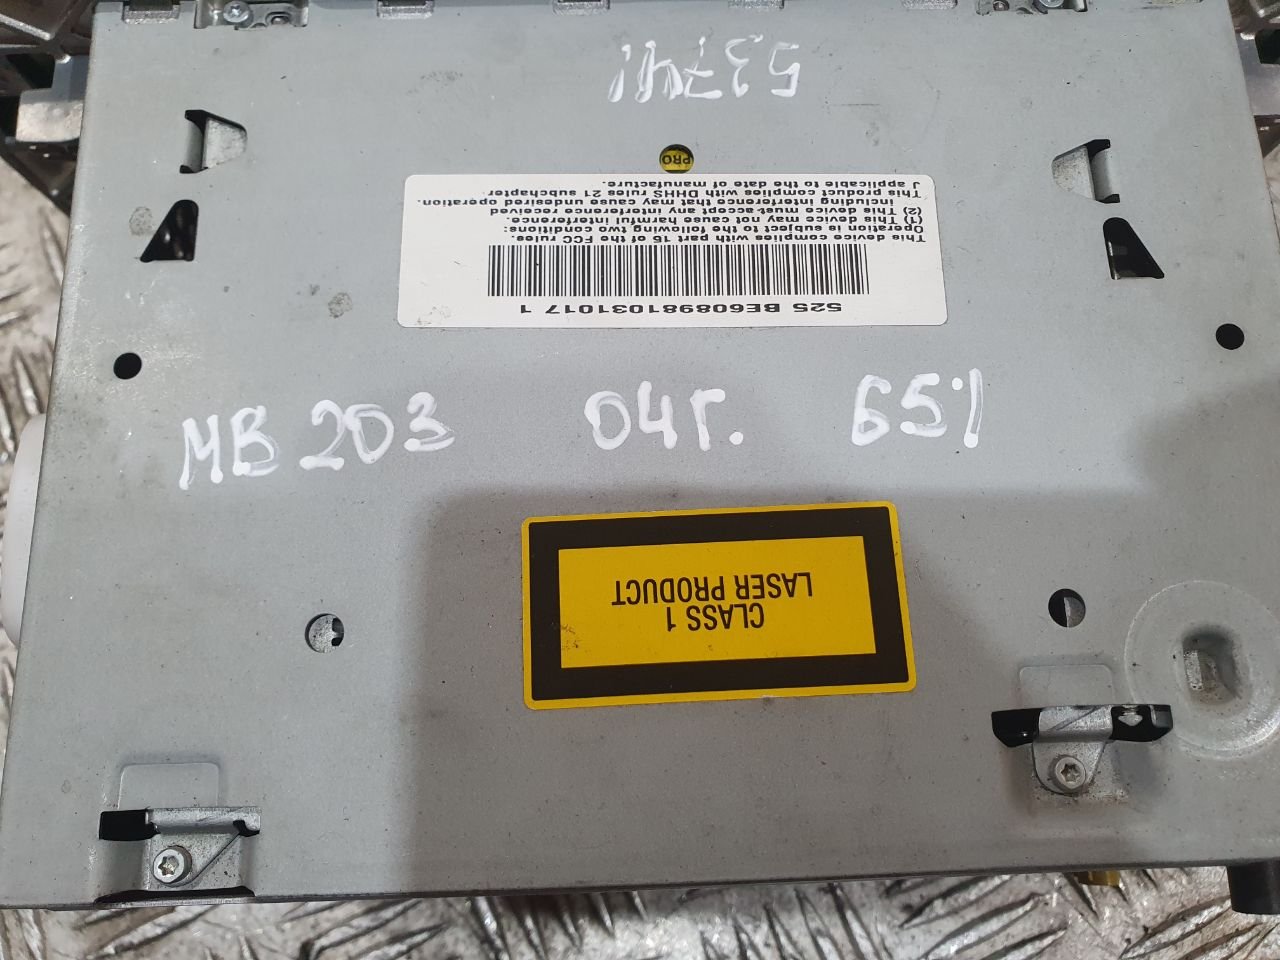 525 BE6089810310171 1
This device complies with part 15 of the FCC rules.
Operation is subject to the following two conditions:
(1) This device may not cause harmful interference.
(2) This device must accept any interference received
including interference that may cause undesired operation.
This product complies with DHHS rules 21 subchapter
J applicable to the date of manufacture.
PRO
МВ 203 04г. 651
CLASS 1
LASER PRODUCT